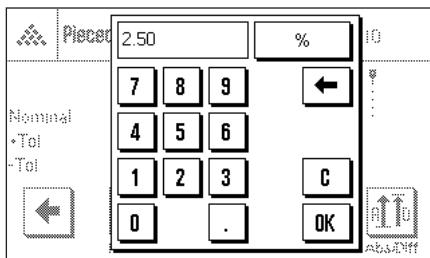 Piece
2.50 %
10
7 8 9
Nominal
4 5 6
+Tol
-Tol
1 2 3 C
0 . OK
Abs/Diff